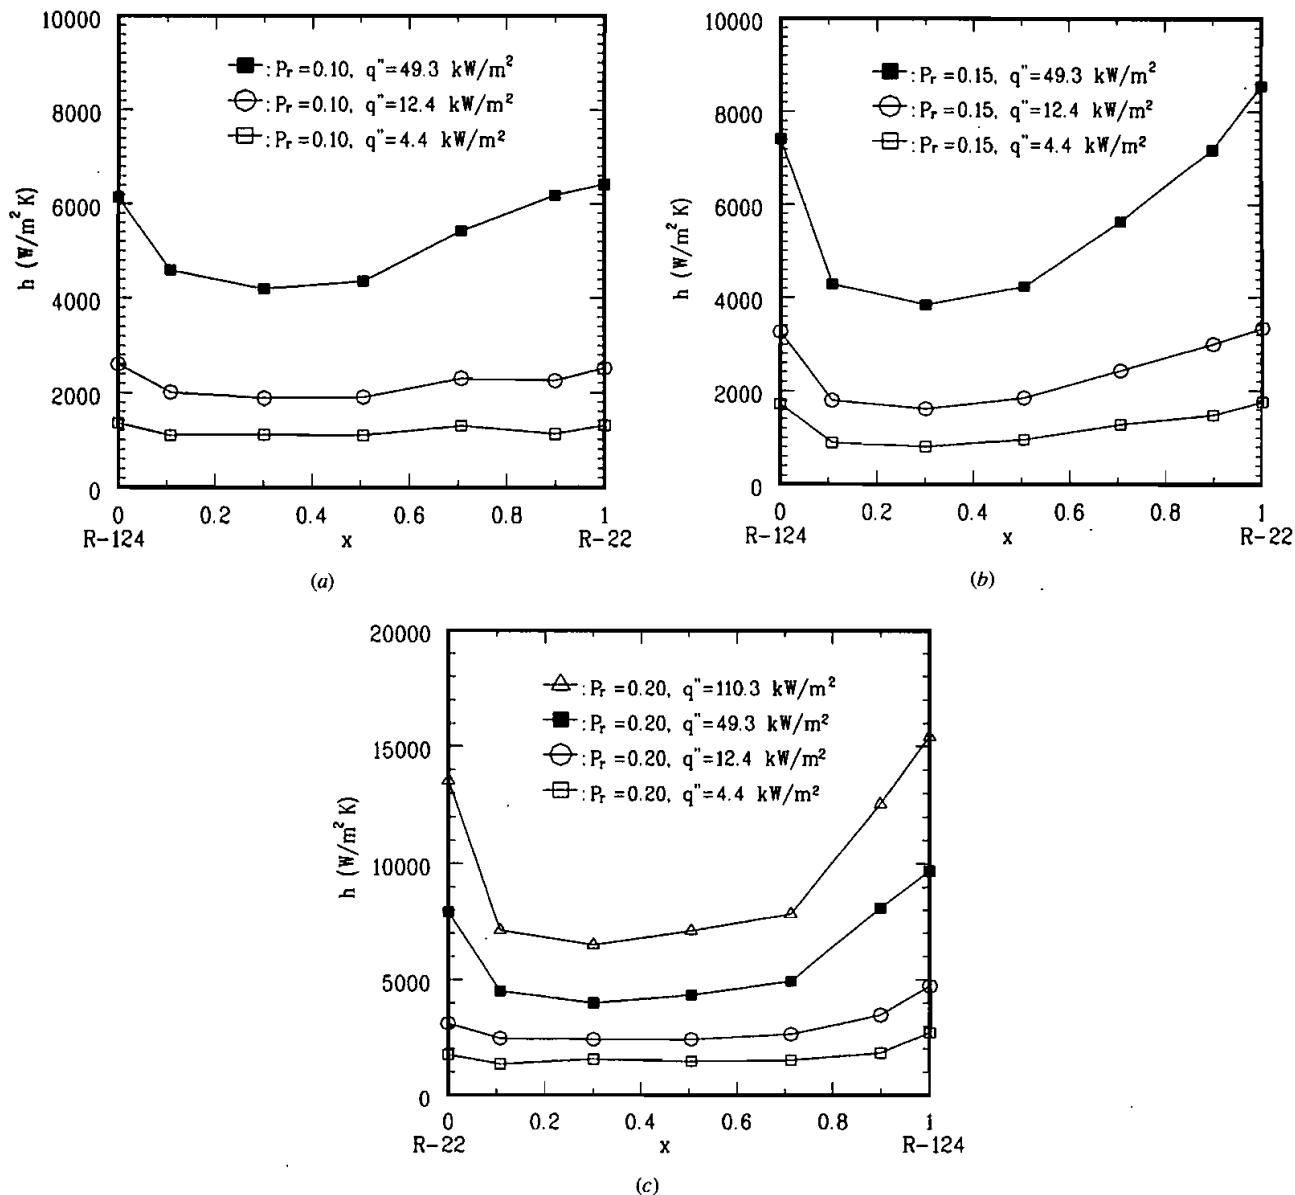 10000
8000
6000
4000
2000
0
h (W/m² K)
: Pr =0.10, q"=49.3 kW/m²
: Pr =0.10, q"=12.4 kW/m²
: Pr =0.10, q"=4.4 kW/m²
0 0.2 0.4 0.6 0.8 1
R-124 x R-22
(a)
10000
8000
6000
4000
2000
0
h (W/m² K)
: Pr =0.15, q"=49.3 kW/m²
: Pr =0.15, q"=12.4 kW/m²
: Pr =0.15, q"=4.4 kW/m²
0 0.2 0.4 0.6 0.8 1
R-124 x R-22
(b)
20000
15000
10000
5000
0
h (W/m² K)
: Pr =0.20, q"=110.3 kW/m²
: Pr =0.20, q"=49.3 kW/m²
: Pr =0.20, q"=12.4 kW/m²
: Pr =0.20, q"=4.4 kW/m²
0 0.2 0.4 0.6 0.8 1
R-22 x R-124
(c)